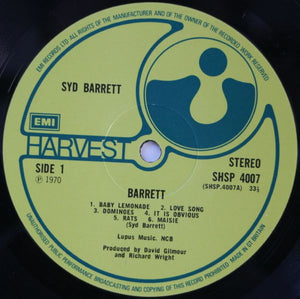 EMI RECORDS LTD. ALL RIGHTS OF THE MANUFACTURER AND OF THE OWNER OF THE RECORDED WORK RESERVED
SYD BARRETT
EMI
HARVEST
SIDE 1
℗ 1970
STEREO
SHSP 4007
(SHSP.4007A) 33⅓
BARRETT
1. BABY LEMONADE 2. LOVE SONG
3. DOMINOES 4. IT IS OBVIOUS
5. RATS 6. MAISIE
(Syd Barrett)
Lupus Music. NCB
Produced by David Gilmour
and Richard Wright
UNAUTHORISED PUBLIC PERFORMANCE, BROADCASTING AND COPYING OF THIS RECORD PROHIBITED. MADE IN GT BRITAIN